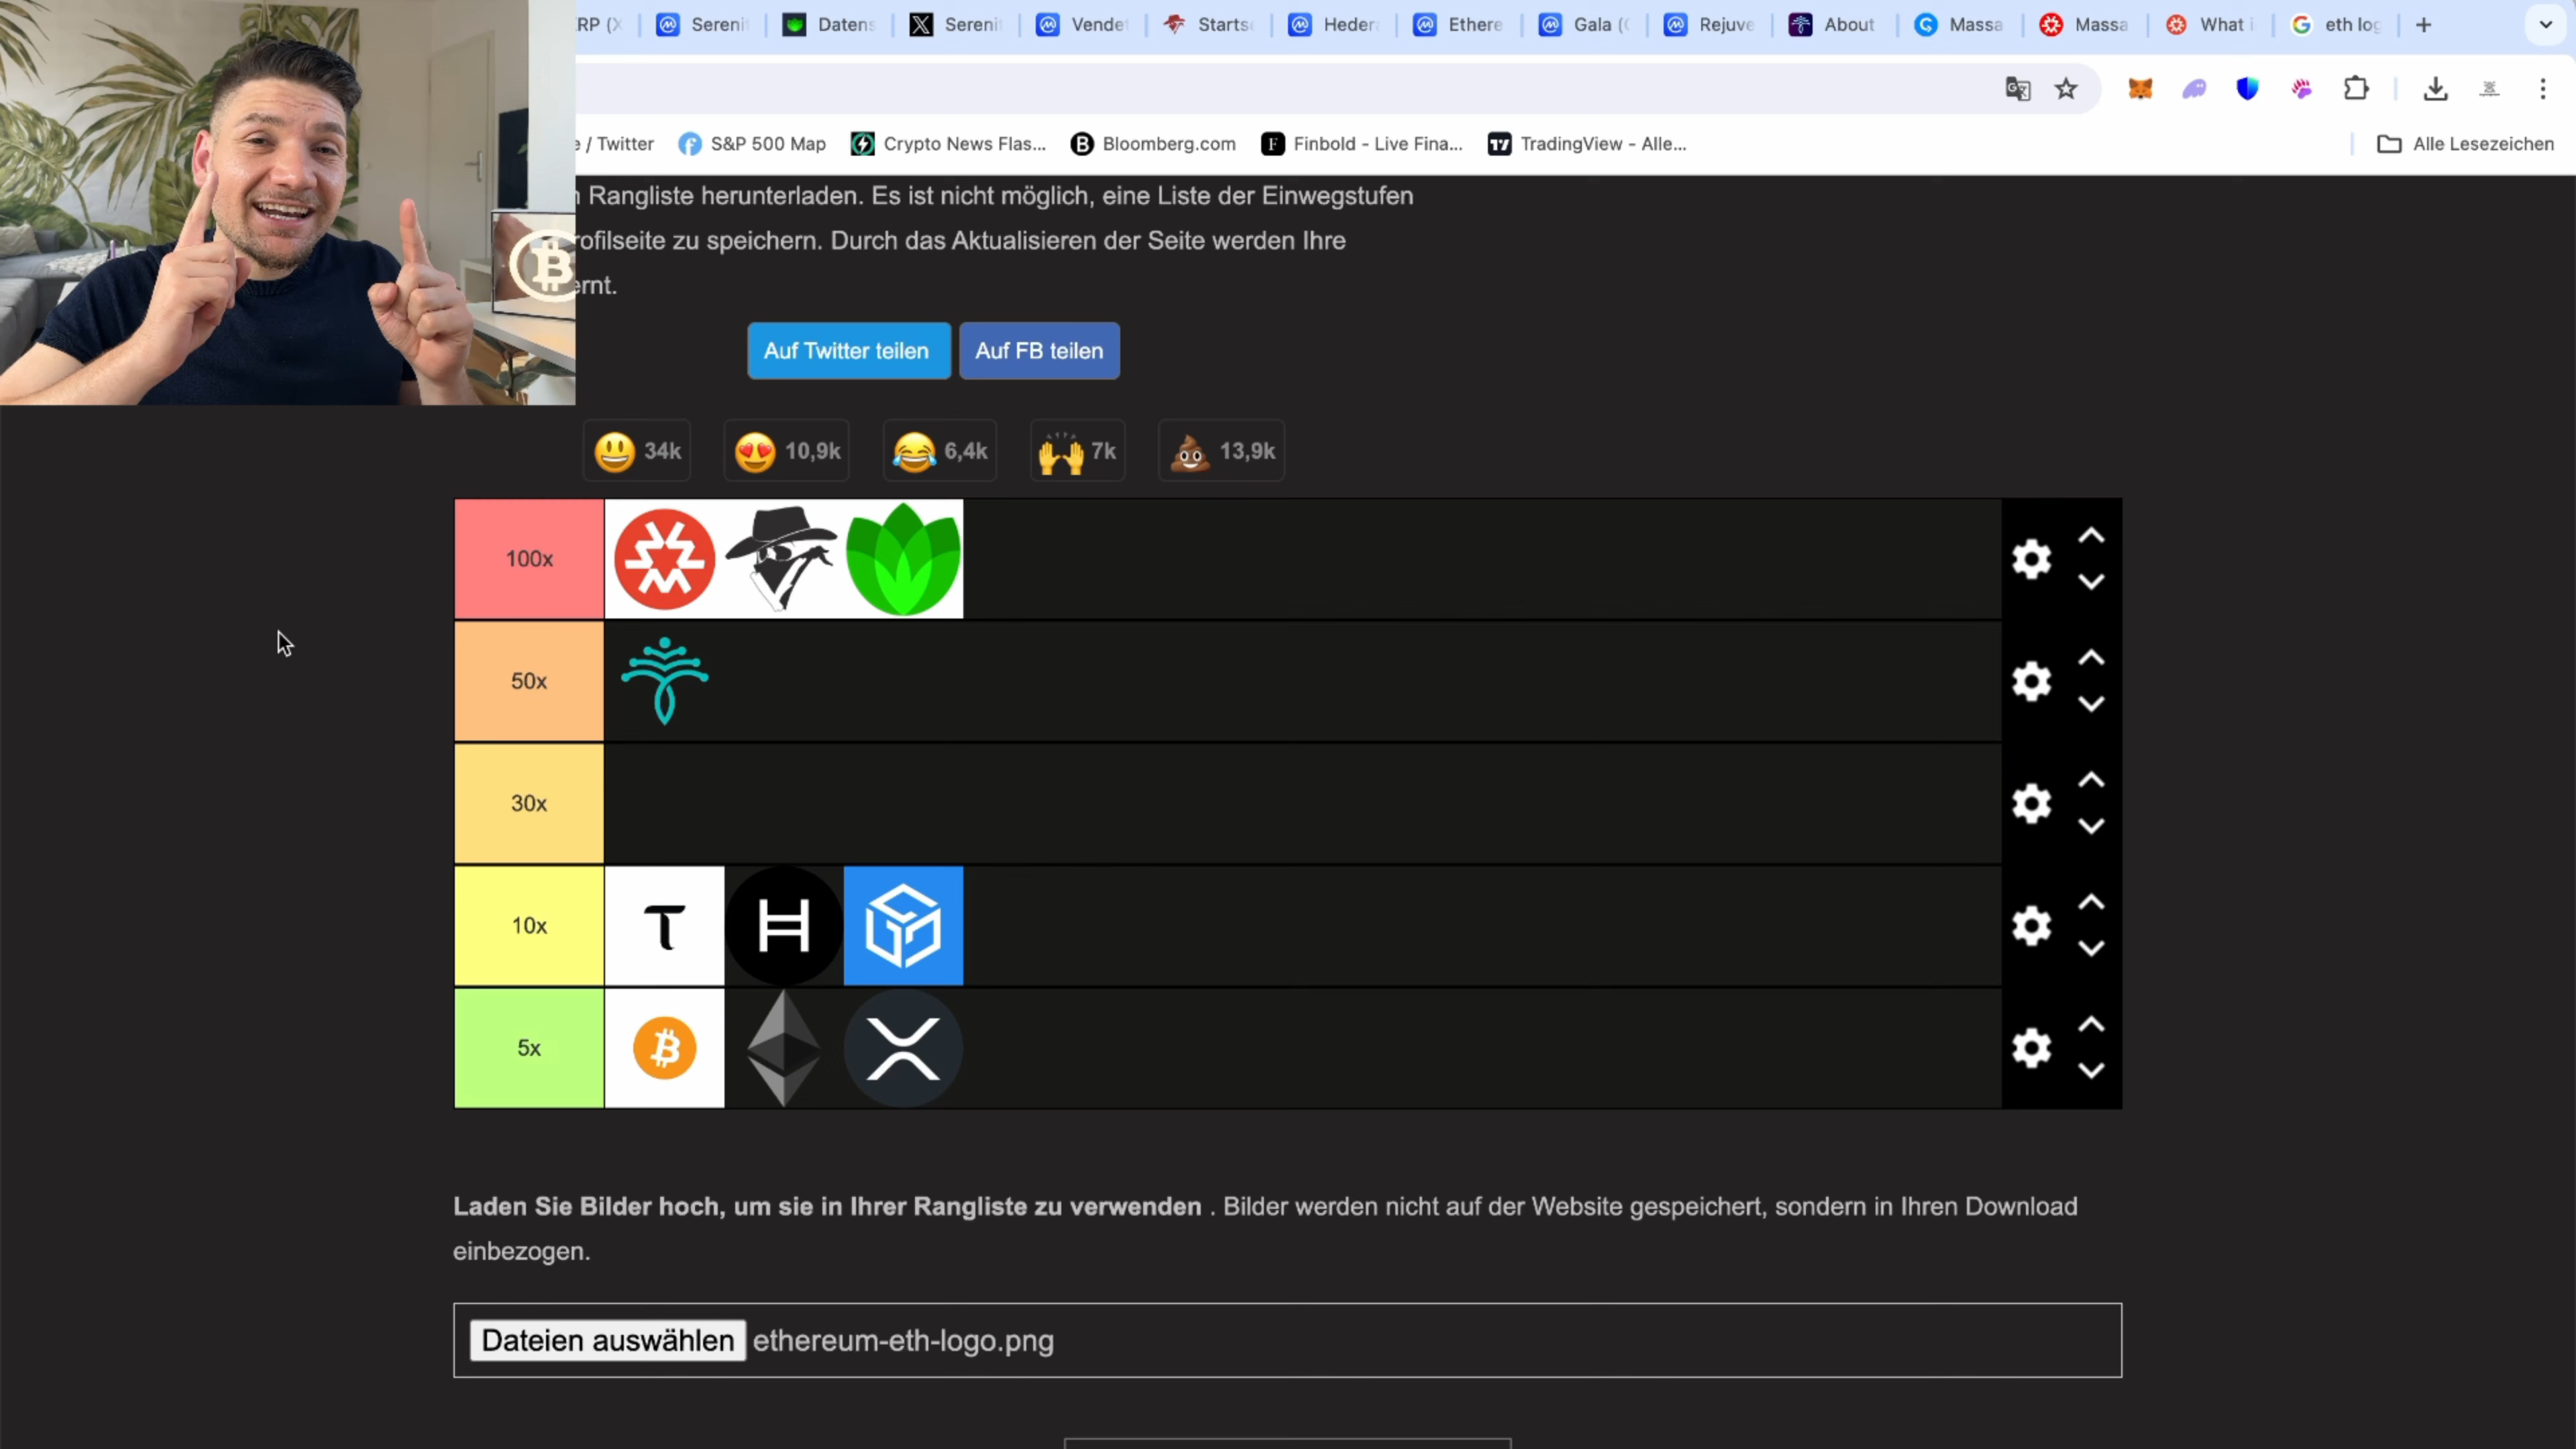 RP (X
Sereni
Datens
Sereni
Vendet
Starts
Heder
Ethere
Gala ((
Rejuve
About
Massa
Massa
What i
eth log
e / Twitter
S&P 500 Map
Crypto News Flas...
Bloomberg.com
Finbold - Live Fina...
TradingView - Alle...
Alle Lesezeichen
n Rangliste herunterladen. Es ist nicht möglich, eine Liste der Einwegstufen
rofilseite zu speichern. Durch das Aktualisieren der Seite werden Ihre
ernt.
Auf Twitter teilen
Auf FB teilen
34k
10,9k
6,4k
7k
13,9k
100x
50x
30x
10x
5x
Laden Sie Bilder hoch, um sie in Ihrer Rangliste zu verwenden . Bilder werden nicht auf der Website gespeichert, sondern in Ihren Download
einbezogen.
Dateien auswählen ethereum-eth-logo.png